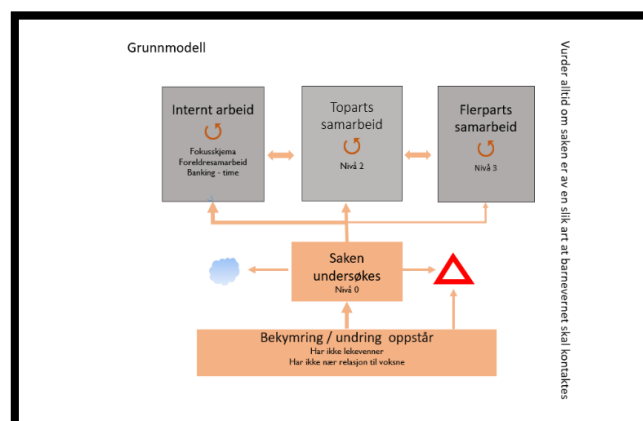 Grunnmodell
Internt arbeid
Fokusskjema
Foreldresamarbeid
Banking - time
Toparts
samarbeid
Nivå 2
Flerparts
samarbeid
Nivå 3
Saken
undersøkes
Nivå 0
Bekymring / undring oppstår
Har ikke lekevenner
Har ikke nær relasjon til voksne
Vurder alltid om saken er av en slik art at barnevernet skal kontaktes